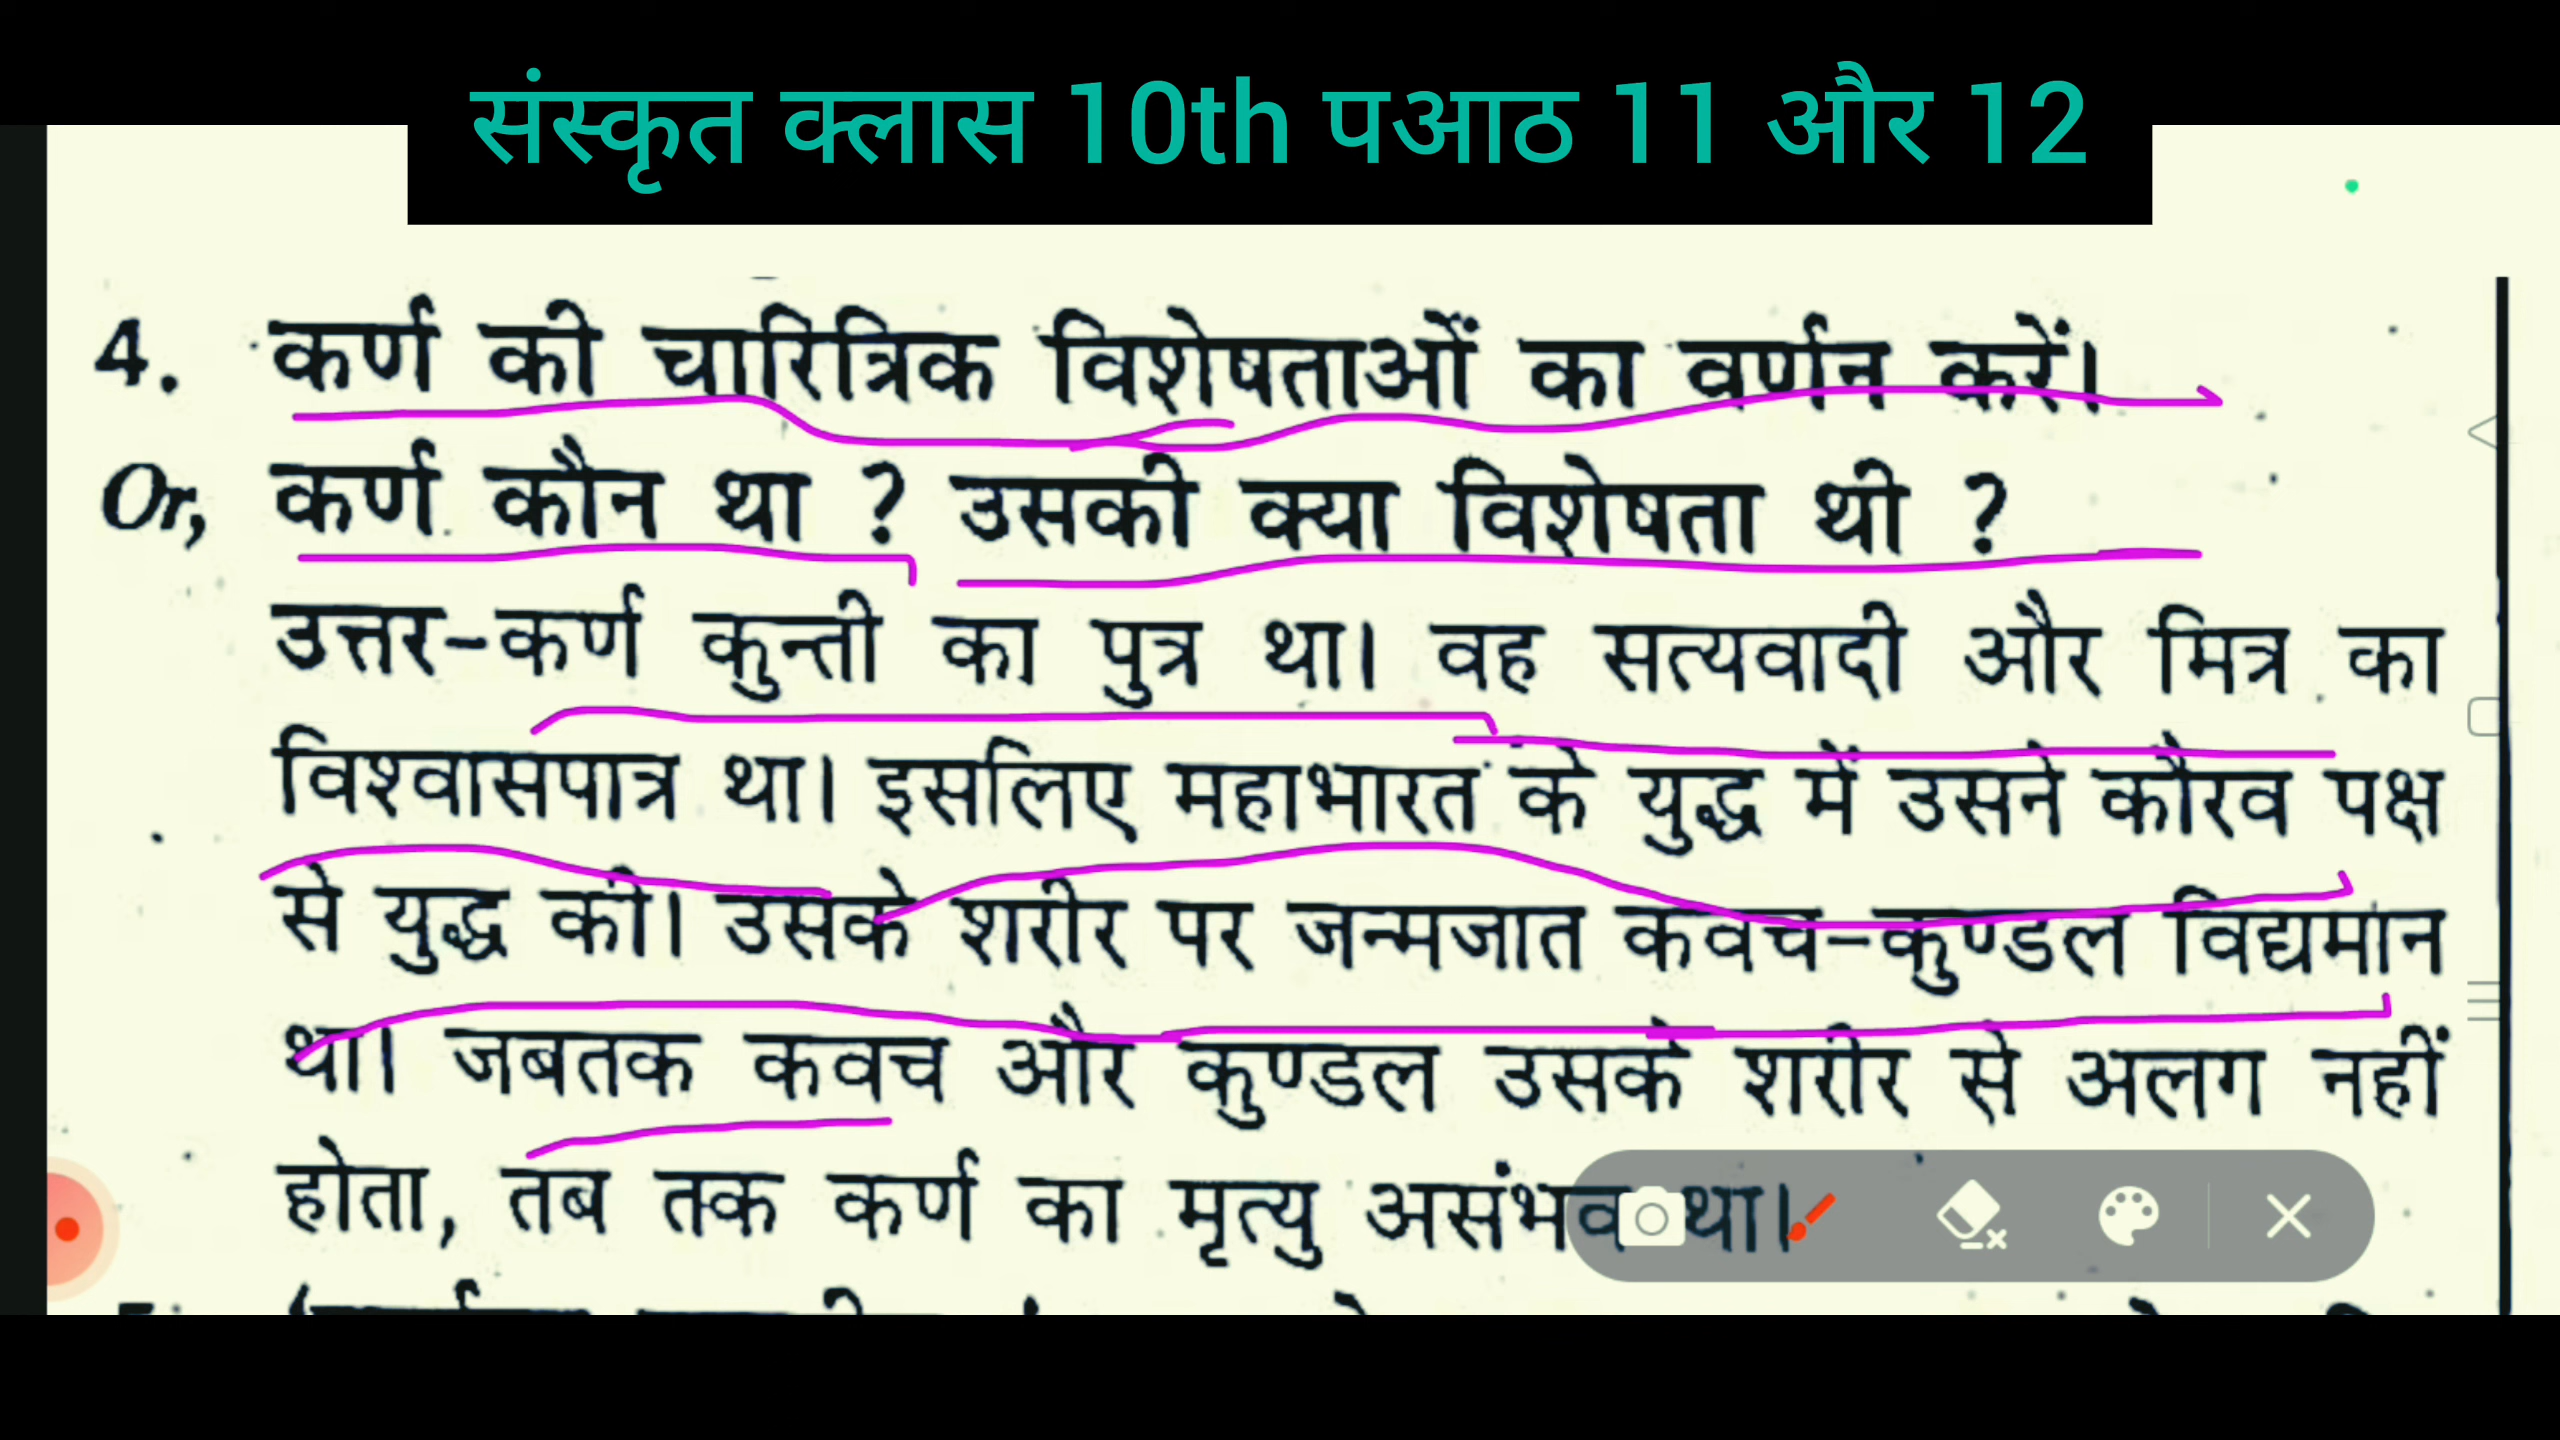 संस्कृत क्लास 10th पआठ 11 और 12
4. कर्ण की चारित्रिक विशेषताओं का वर्णन करें।
Or, कर्ण कौन था ? उसकी क्या विशेषता थी ?
उत्तर-कर्ण कुन्ती का पुत्र था। वह सत्यवादी और मित्र का
विश्वासपात्र था। इसलिए महाभारत के युद्ध में उसने कौरव पक्ष
से युद्ध की। उसके शरीर पर जन्मजात कवच-कुण्डल विद्यमान
था। जबतक कवच और कुण्डल उसके शरीर से अलग नहीं
होता, तब तक कर्ण का मृत्यु असंभव था।